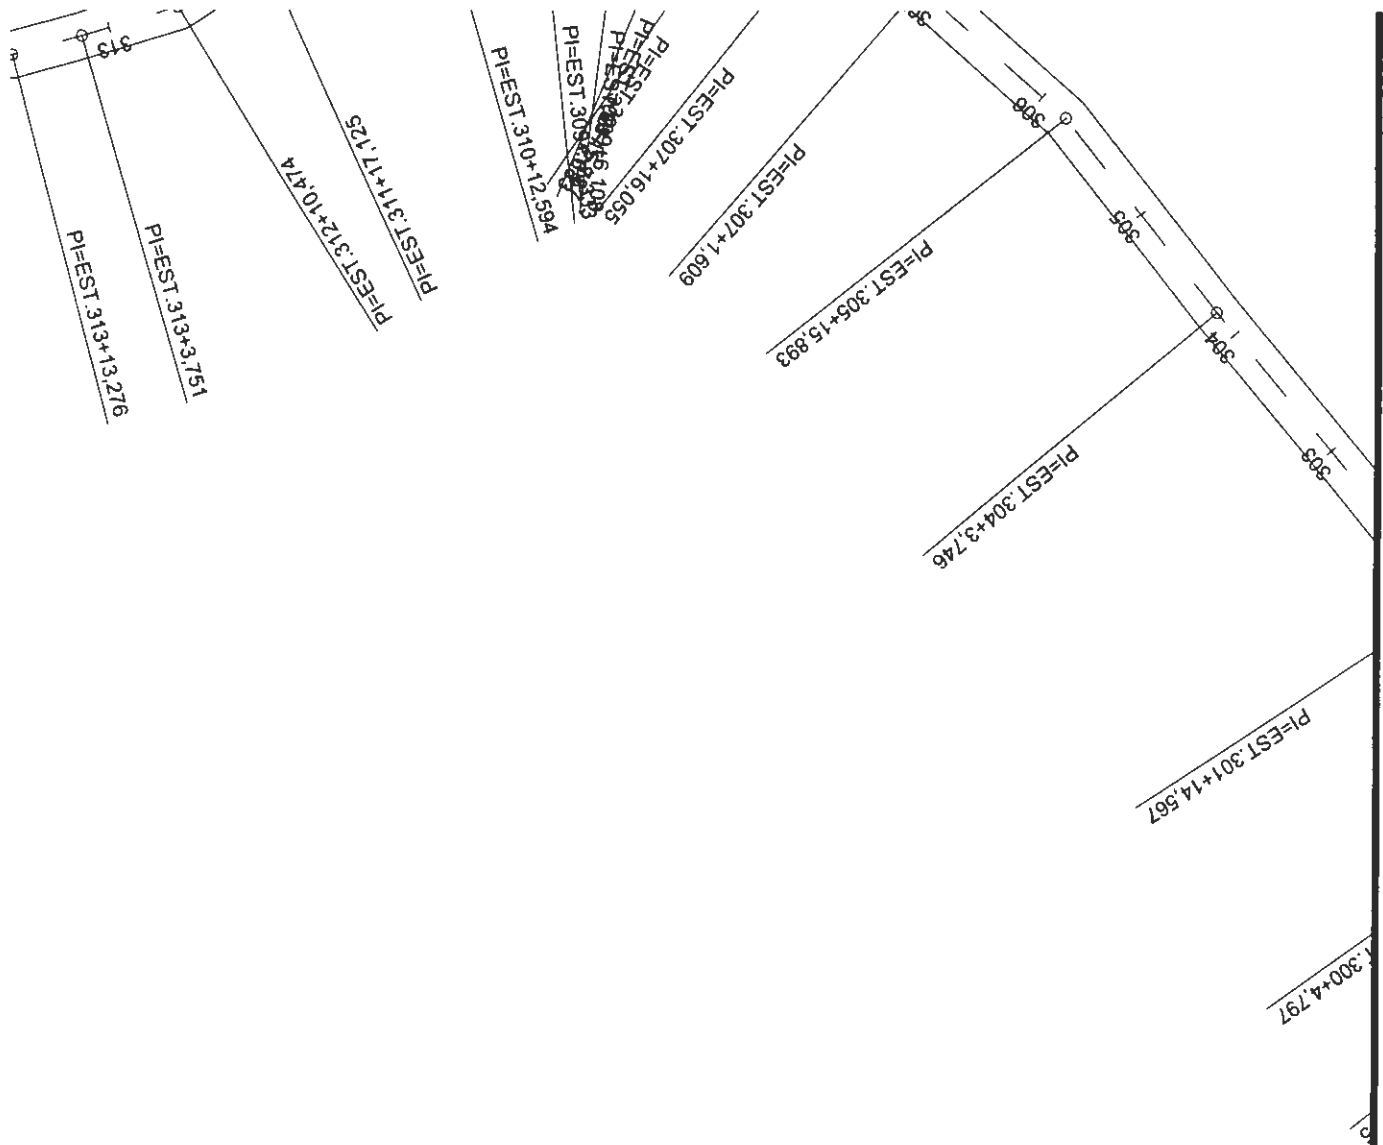 313
PI=EST.313+13,276
PI=EST.313+3,751
PI=EST.312+10,474
PI=EST.311+17,125
PI=EST.310+12,594
PI=EST.309
PI=EST.307+16,055
PI=EST.307+1,609
306
PI=EST.305+15,893
305
304
PI=EST.304+3,746
303
PI=EST.301+14,567
T.300+4,797